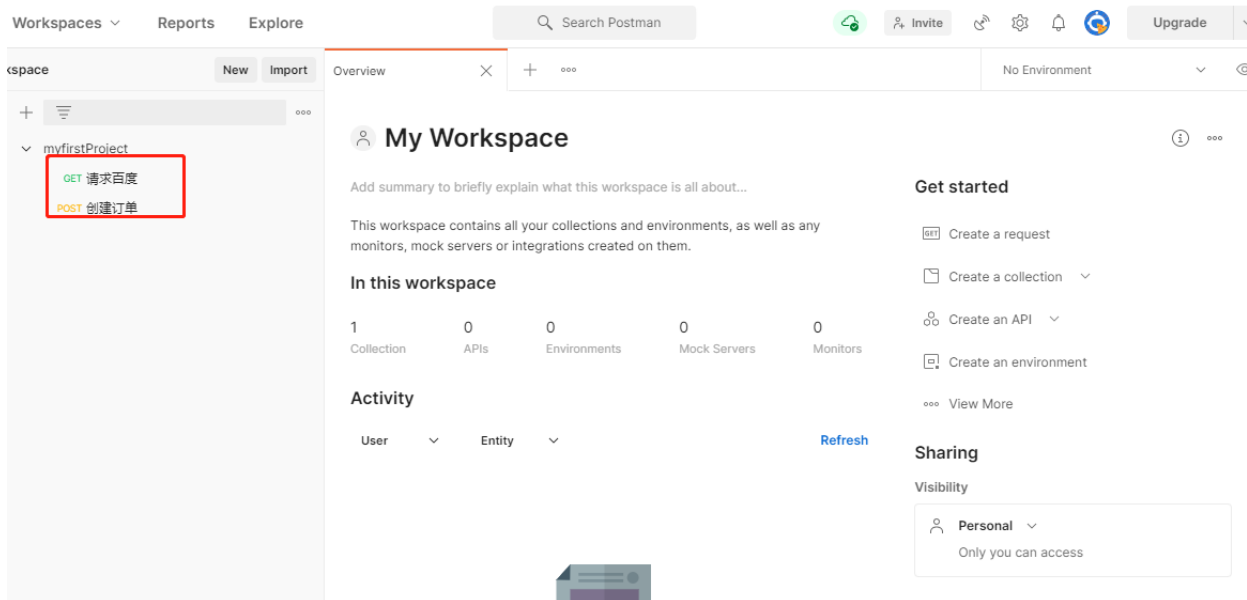 Workspaces Reports Explore Search Postman Invite Upgrade
kspace New Import Overview No Environment
myfirstProject
GET 请求百度
POST 创建订单
My Workspace
Add summary to briefly explain what this workspace is all about...
This workspace contains all your collections and environments, as well as any
monitors, mock servers or integrations created on them.
In this workspace
1 0 0 0 0
Collection APIs Environments Mock Servers Monitors
Activity
User Entity Refresh
Get started
GET Create a request
Create a collection
Create an API
Create an environment
View More
Sharing
Visibility
Personal
Only you can access